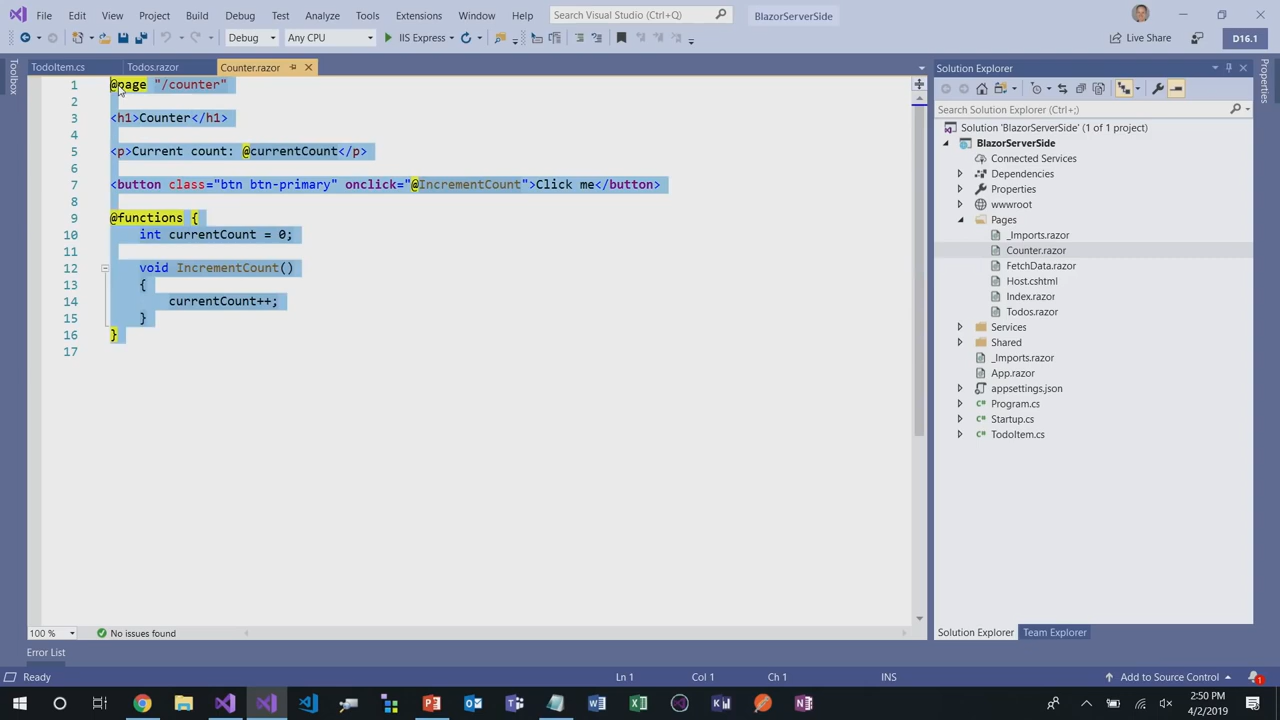 File Edit View Project Build Debug Test Analyze Tools Extensions Window Help Search Visual Studio (Ctrl+Q) BlazorServerSide
Debug Any CPU IIS Express Live Share D16.1
Toolbox
TodoItem.cs Todos.razor Counter.razor
1 @page "/counter"
2
3 <h1>Counter</h1>
4
5 <p>Current count: @currentCount</p>
6
7 <button class="btn btn-primary" onclick="@IncrementCount">Click me</button>
8
9 @functions {
10 int currentCount = 0;
11
12 void IncrementCount()
13 {
14 currentCount++;
15 }
16 }
17
100 % No issues found
Error List
Solution Explorer
Search Solution Explorer (Ctrl+;)
Solution 'BlazorServerSide' (1 of 1 project)
BlazorServerSide
Connected Services
Dependencies
Properties
wwwroot
Pages
_Imports.razor
Counter.razor
FetchData.razor
Host.cshtml
Index.razor
Todos.razor
Services
Shared
_Imports.razor
App.razor
appsettings.json
Program.cs
Startup.cs
TodoItem.cs
Solution Explorer Team Explorer
Properties
Ready Ln 1 Col 1 Ch 1 INS Add to Source Control 1
2:50 PM
4/2/2019